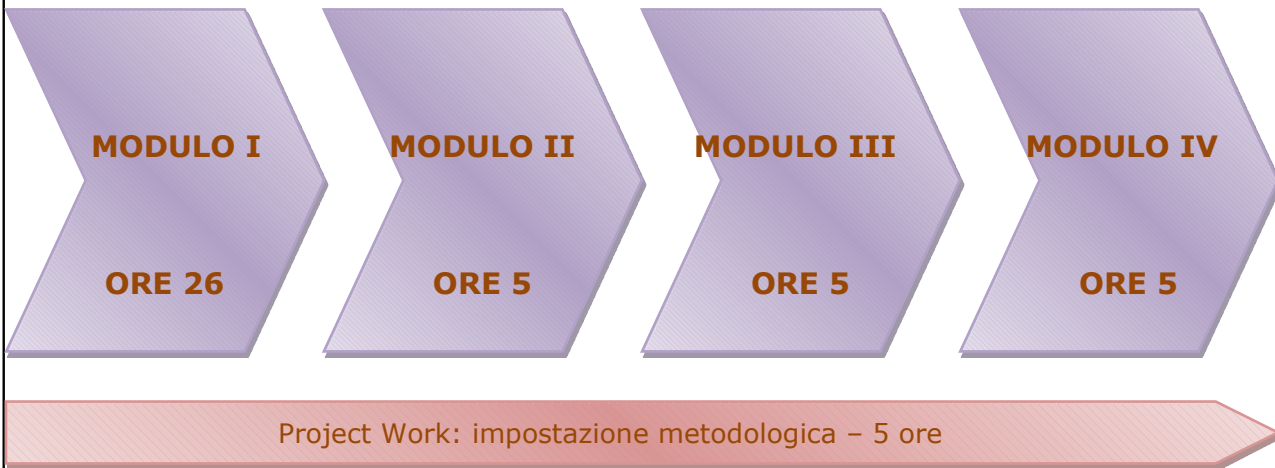 MODULO I
ORE 26
MODULO II
ORE 5
MODULO III
ORE 5
MODULO IV
ORE 5
Project Work: impostazione metodologica – 5 ore